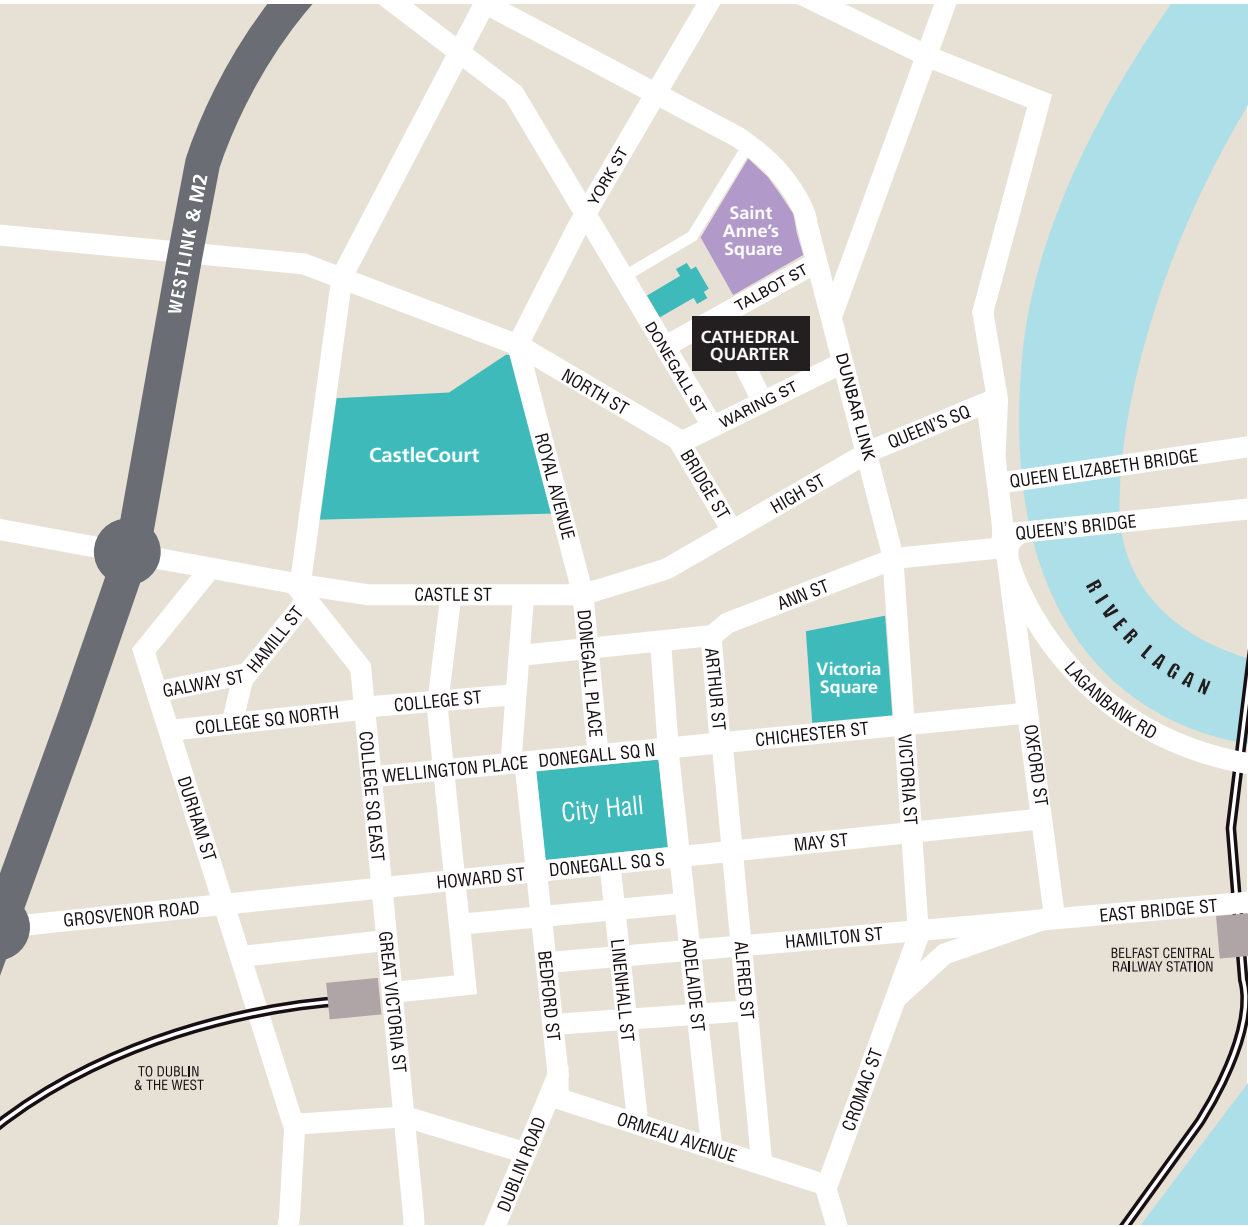 WESTLINK & M2
YORK ST
Saint
Anne's
Square
TALBOT ST
DONEGALL ST
CATHEDRAL
QUARTER
NORTH ST
WARING ST
DUNBAR LINK
QUEEN'S SQ
CastleCourt
ROYAL AVENUE
BRIDGE ST
HIGH ST
QUEEN ELIZABETH BRIDGE
QUEEN'S BRIDGE
CASTLE ST
ANN ST
RIVER LAGAN
HAMILL ST
GALWAY ST
DONEGALL PLACE
ARTHUR ST
Victoria
Square
LAGANBANK RD
COLLEGE ST
COLLEGE SQ NORTH
CHICHESTER ST
COLLEGE SQ EAST
WELLINGTON PLACE
DONEGALL SQ N
VICTORIA ST
OXFORD ST
DURHAM ST
City Hall
MAY ST
HOWARD ST
DONEGALL SQ S
GROSVENOR ROAD
EAST BRIDGE ST
HAMILTON ST
GREAT VICTORIA ST
BEDFORD ST
LINENHALL ST
ADELAIDE ST
ALFRED ST
BELFAST CENTRAL
RAILWAY STATION
TO DUBLIN
& THE WEST
CROMAC ST
ORMEAU AVENUE
DUBLIN ROAD